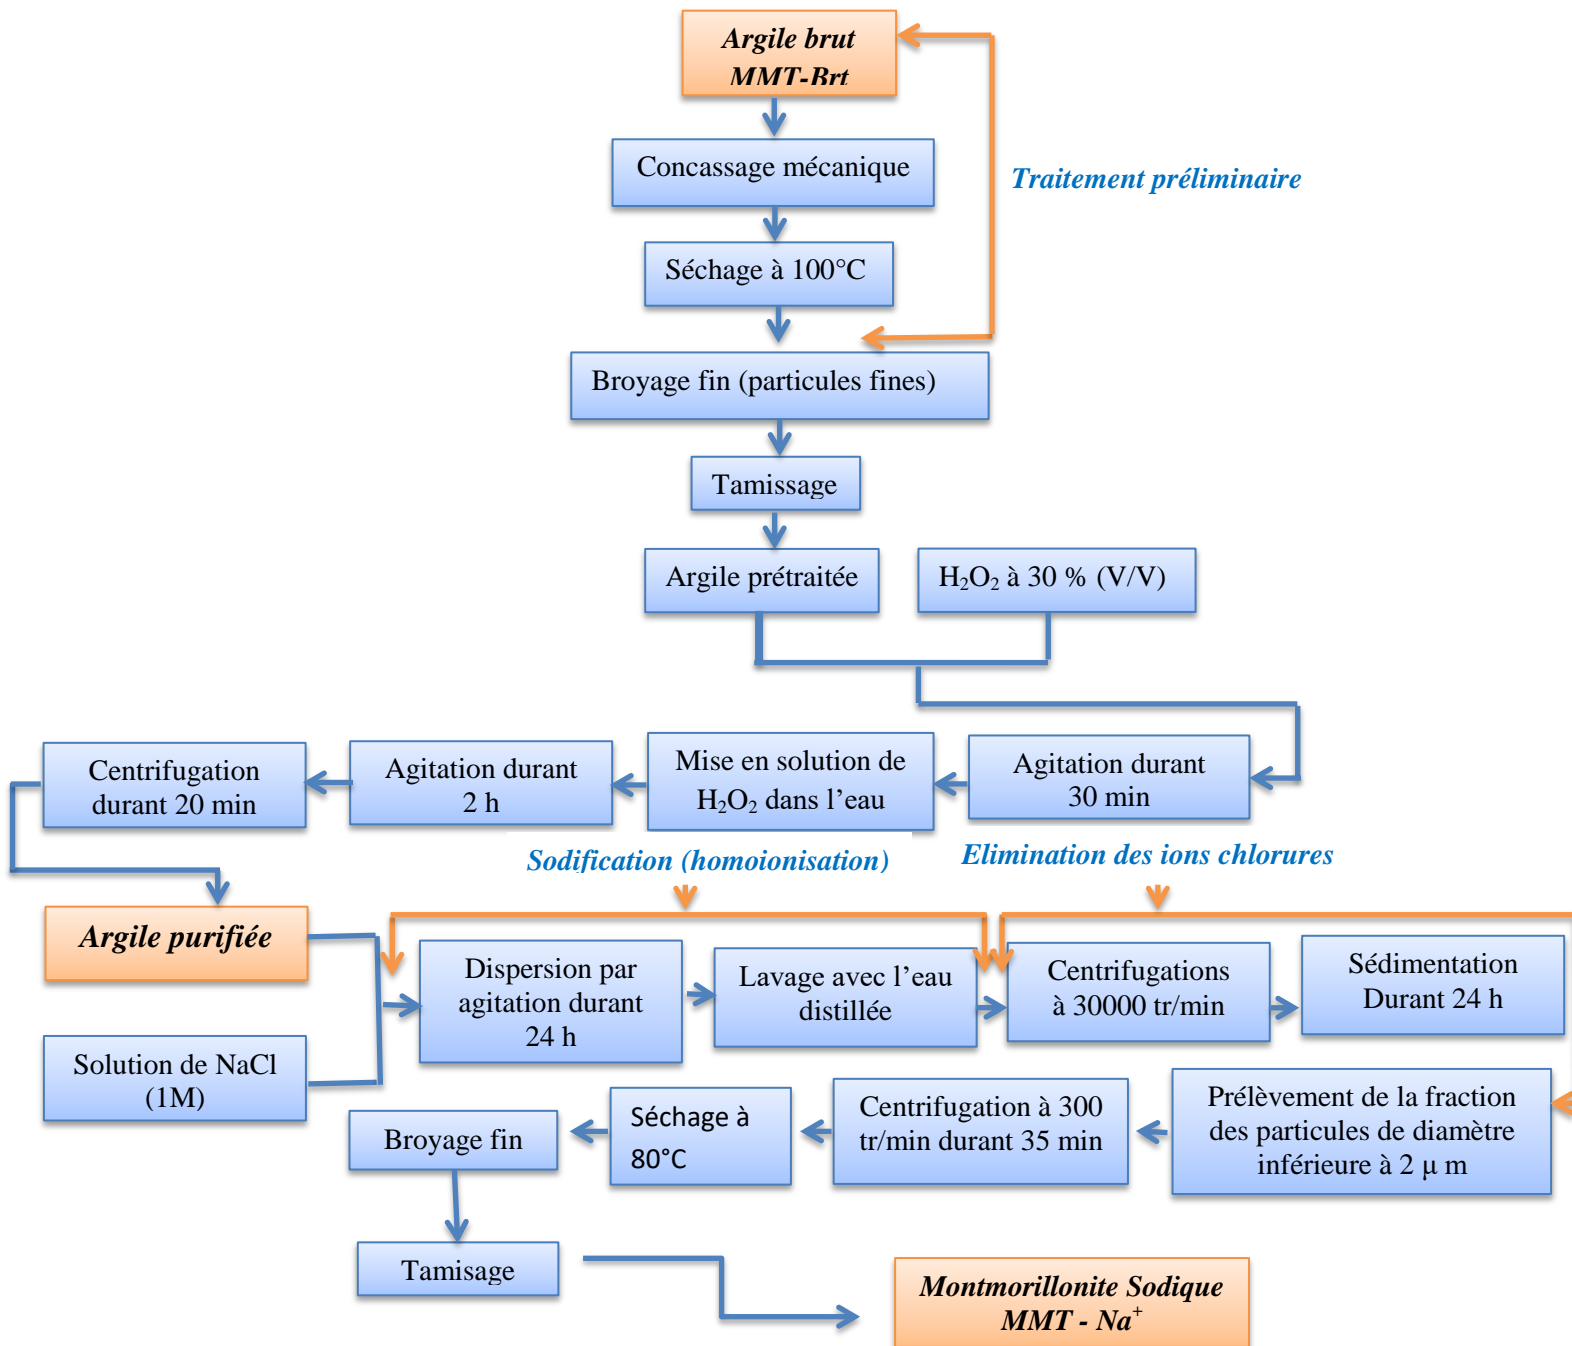 Argile brut
MMT-Brt
Concassage mécanique
Traitement préliminaire
Séchage à 100°C
Broyage fin (particules fines)
Tamissage
Argile prétraitée
H₂O₂ à 30 % (V/V)
Centrifugation
durant 20 min
Agitation durant
2 h
Mise en solution de
H₂O₂ dans l'eau
Agitation durant
30 min
Sodification (homoionisation)
Elimination des ions chlorures
Argile purifiée
Dispersion par
agitation durant
24 h
Lavage avec l'eau
distillée
Centrifugations
à 30000 tr/min
Sédimentation
Durant 24 h
Solution de NaCl
(1M)
Broyage fin
Séchage à
80°C
Centrifugation à 300
tr/min durant 35 min
Prélèvement de la fraction
des particules de diamètre
inférieure à 2 µ m
Tamisage
Montmorillonite Sodique
MMT - Na⁺